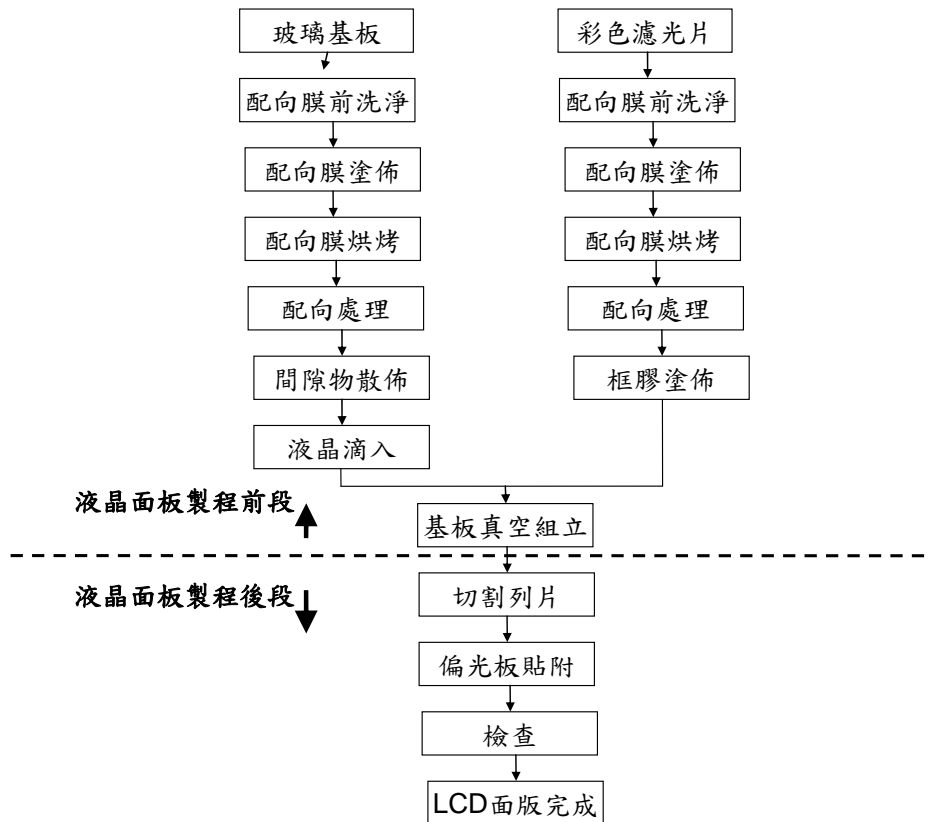 玻璃基板
彩色濾光片
配向膜前洗淨
配向膜前洗淨
配向膜塗佈
配向膜塗佈
配向膜烘烤
配向膜烘烤
配向處理
配向處理
間隙物散佈
框膠塗佈
液晶滴入
液晶面板製程前段
基板真空組立
液晶面板製程後段
切割列片
偏光板貼附
檢查
LCD面版完成